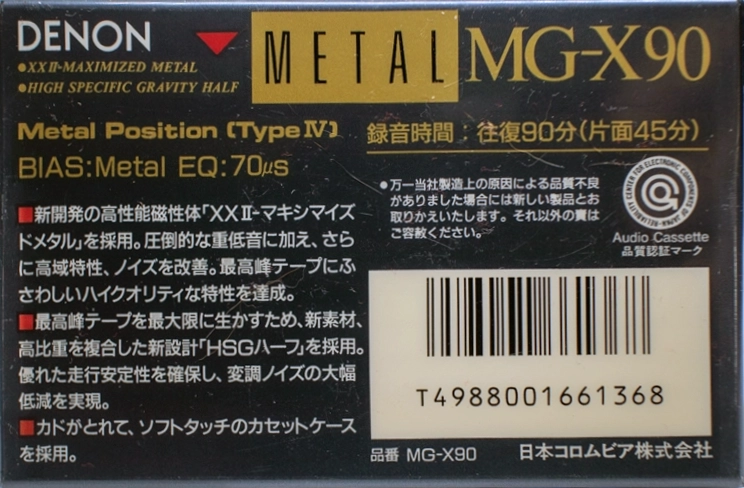 DENON
METAL MG-X90
●XXⅡ-MAXIMIZED METAL
●HIGH SPECIFIC GRAVITY HALF
Metal Position (Type Ⅳ)
BIAS:Metal EQ:70μs
録音時間：往復90分(片面45分)
■新開発の高性能磁性体「XXⅡ-マキシマイズ
ドメタル」を採用。圧倒的な重低音に加え、さら
に高域特性、ノイズを改善。最高峰テープにふ
さわしいハイクオリティな特性を達成。
■最高峰テープを最大限に生かすため、新素材、
高比重を複合した新設計「HSGハーフ」を採用。
優れた走行安定性を確保し、変調ノイズの大幅
低減を実現。
■カドがとれて、ソフトタッチのカセットケース
を採用。
●万一当社製造上の原因による品質不良
がありました場合には新しい製品とお
取りかえいたします。それ以外の責は
ご容赦ください。
RELIABILITY CENTER FOR ELECTRONIC COMPONENTS OF JAPAN
Audio Cassette
品質認証マーク
T4988001661368
品番 MG-X90
日本コロムビア株式会社